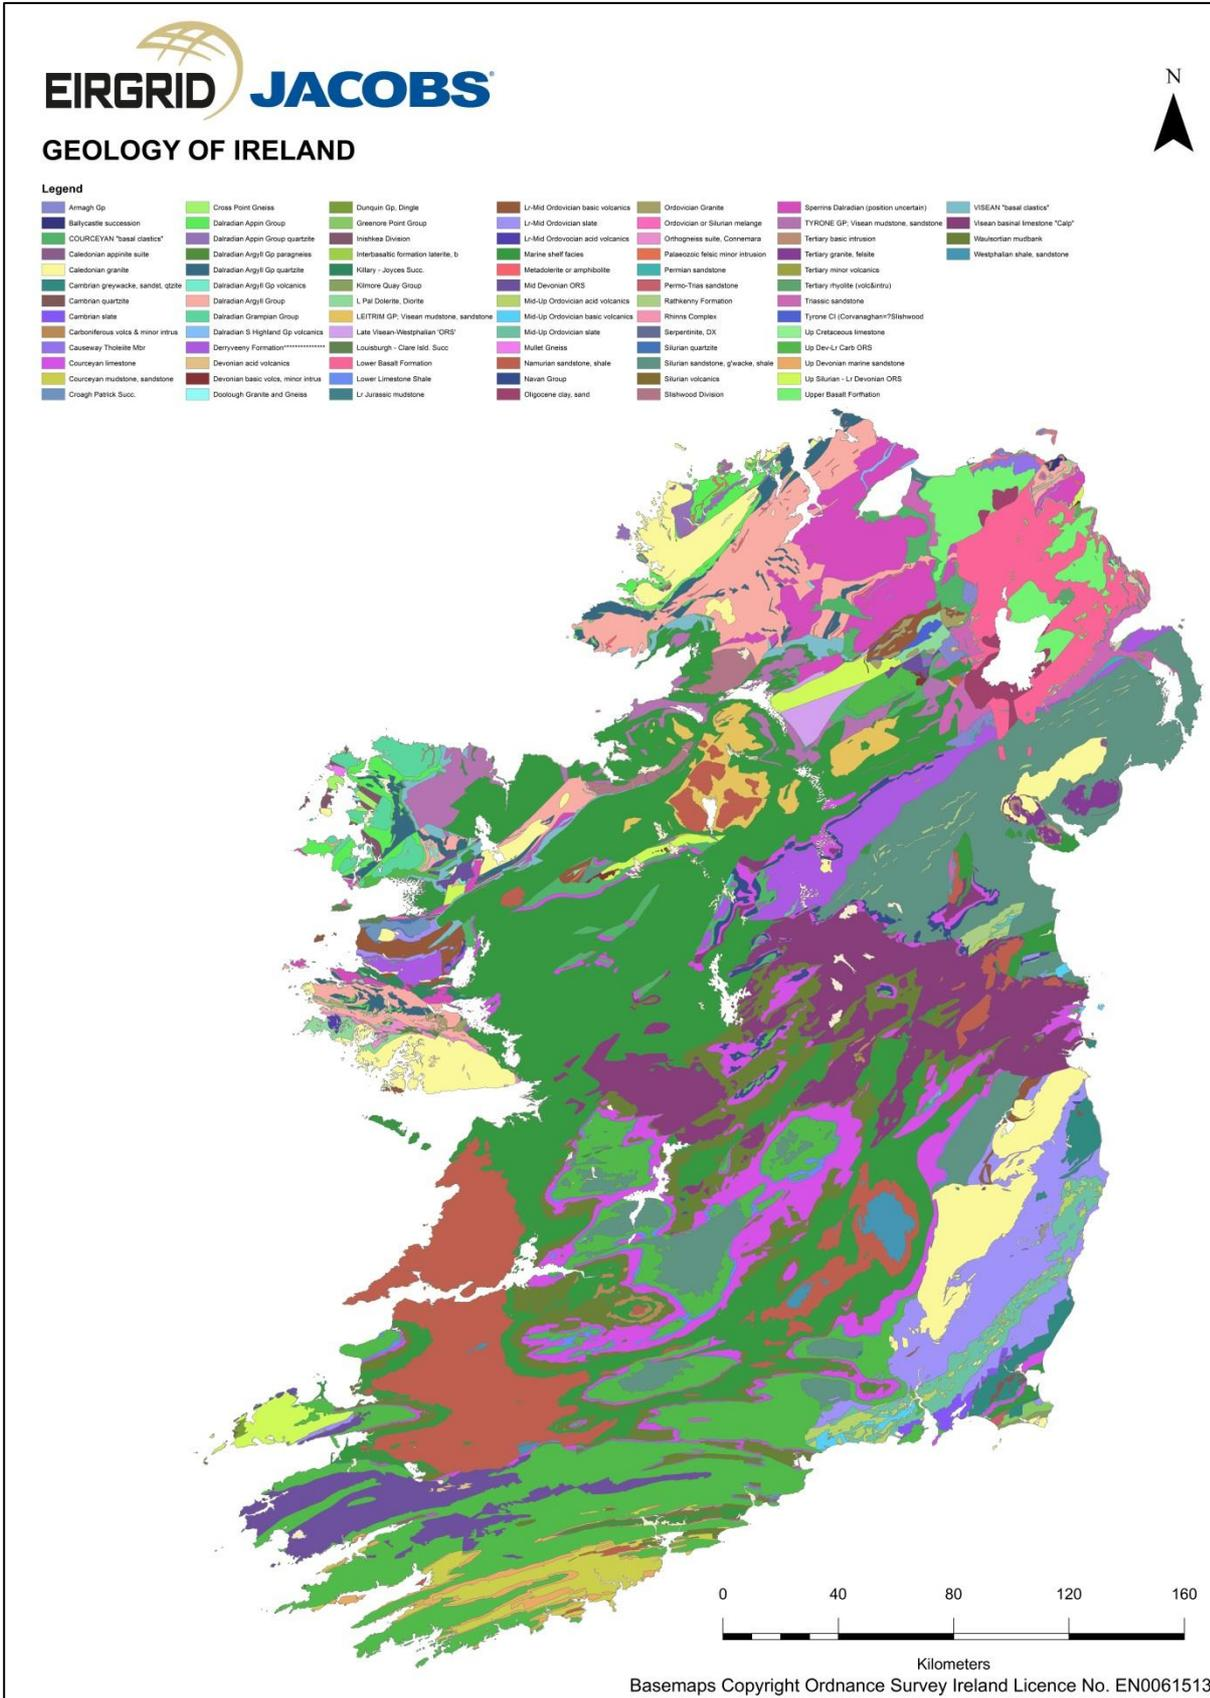 EIRGRID JACOBS
N
GEOLOGY OF IRELAND
Legend
Armagh Gp
Ballycastle succession
COURCEYAN "basal clastics"
Caledonian appinite suite
Caledonian granite
Cambrian greywacke, sandst, qtzite
Cambrian quartzite
Cambrian slate
Carboniferous volcs & minor intrus
Causeway Tholeiite Mbr
Courceyan limestone
Courceyan mudstone, sandstone
Croagh Patrick Succ.
Cross Point Gneiss
Dalradian Appin Group
Dalradian Appin Group quartzite
Dalradian Argyll Gp paragneiss
Dalradian Argyll Gp quartzite
Dalradian Argyll Gp volcanics
Dalradian Argyll Group
Dalradian Grampian Group
Dalradian S Highland Gp volcanics
Derryveeny Formation***************
Devonian acid volcanics
Devonian basic volcs, minor intrus
Doolough Granite and Gneiss
Dunquin Gp, Dingle
Greenore Point Group
Inishkea Division
Interbasaltic formation laterite, b
Killary - Joyces Succ.
Kilmore Quay Group
L Pal Dolerite, Diorite
LEITRIM GP; Visean mudstone, sandstone
Late Visean-Westphalian 'ORS'
Louisburgh - Clare Isld. Succ
Lower Basalt Formation
Lower Limestone Shale
Lr Jurassic mudstone
Lr-Mid Ordovician basic volcanics
Lr-Mid Ordovician slate
Lr-Mid Ordovocian acid volcanics
Marine shelf facies
Metadolerite or amphibolite
Mid Devonian ORS
Mid-Up Ordovician acid volcanics
Mid-Up Ordovician basic volcanics
Mid-Up Ordovician slate
Mullet Gneiss
Namurian sandstone, shale
Navan Group
Oligocene clay, sand
Ordovician Granite
Ordovician or Silurian melange
Orthogneiss suite, Connemara
Palaeozoic felsic minor intrusion
Permian sandstone
Permo-Trias sandstone
Rathkenny Formation
Rhinns Complex
Serpentinite, DX
Silurian quartzite
Silurian sandstone, g'wacke, shale
Silurian volcanics
Slishwood Division
Sperrins Dalradian (position uncertain)
TYRONE GP; Visean mudstone, sandstone
Tertiary basic intrusion
Tertiary granite, felsite
Tertiary minor volcanics
Tertiary rhyolite (volc&intru)
Triassic sandstone
Tyrone CI (Corvanaghan=?Slishwood
Up Cretaceous limestone
Up Dev-Lr Carb ORS
Up Devonian marine sandstone
Up Silurian - Lr Devonian ORS
Upper Basalt Forfnation
VISEAN "basal clastics"
Visean basinal limestone "Calp"
Waulsortian mudbank
Westphalian shale, sandstone
0 40 80 120 160
Kilometers
Basemaps Copyright Ordnance Survey Ireland Licence No. EN0061513